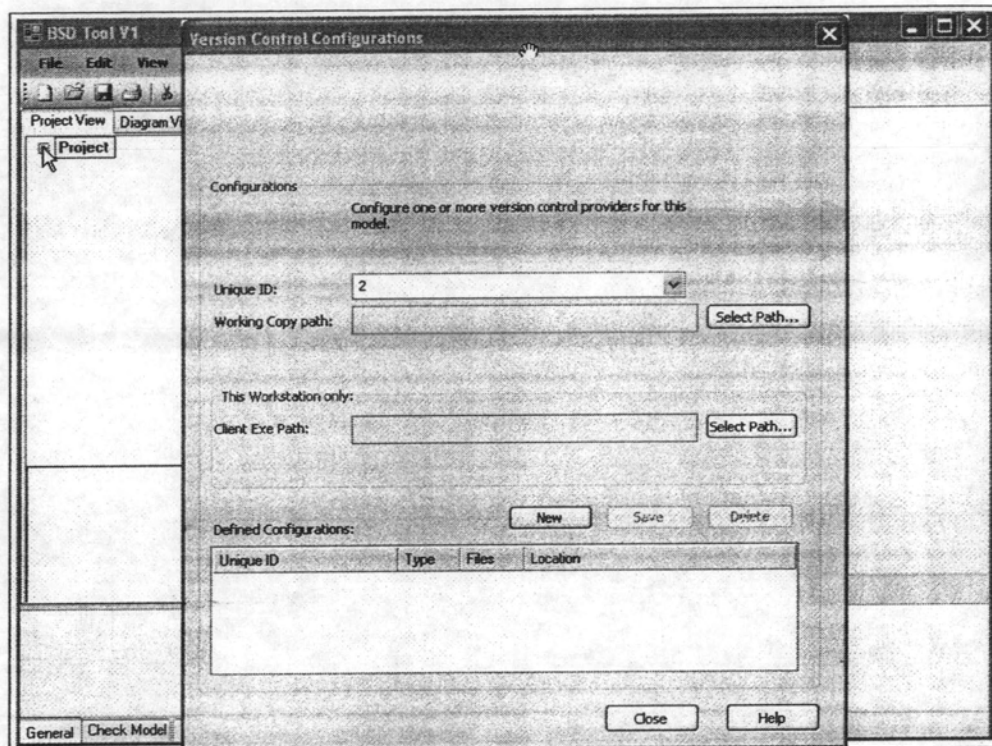 BSD Tool V1
Version Control Configurations
File Edit View
Project View Diagram Vi
Project
Configurations
Configure one or more version control providers for this
model.
Unique ID: 2
Working Copy path: Select Path...
This Workstation only:
Client Exe Path: Select Path...
New Save Delete
Defined Configurations:
Unique ID Type Files Location
Close Help
General Check Model